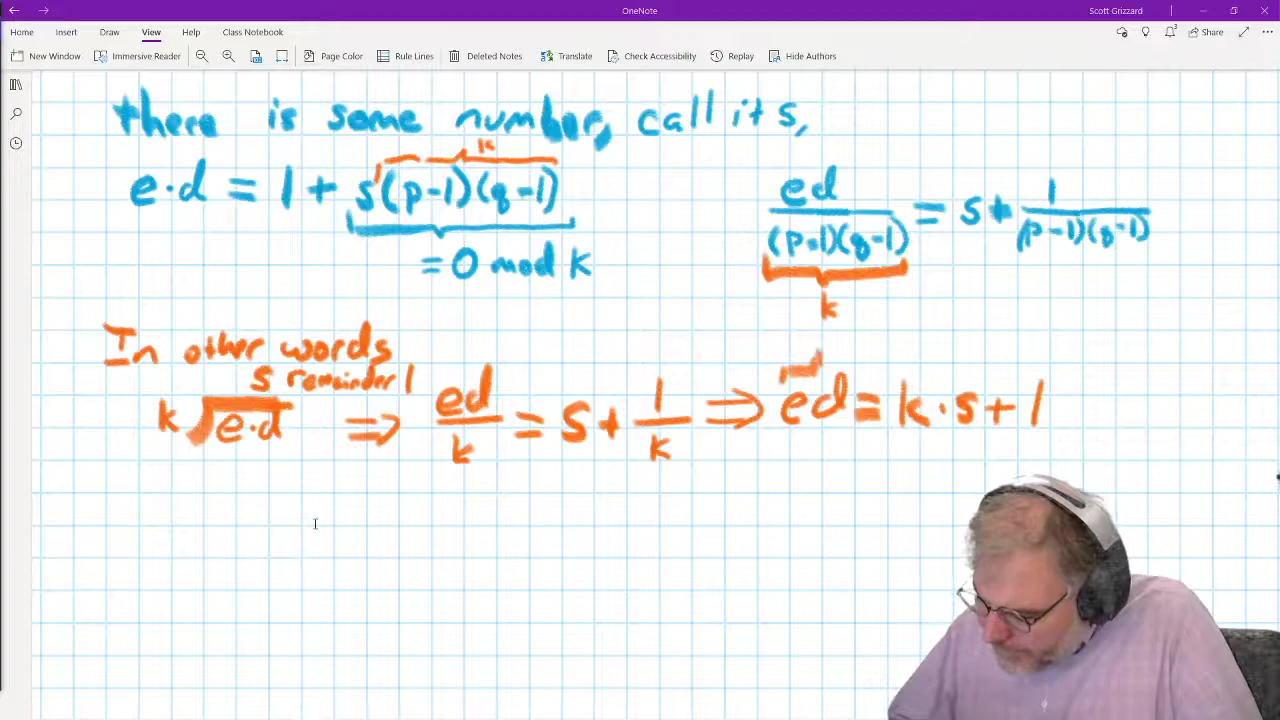 OneNote
Scott Grizzard
Home Insert Draw View Help Class Notebook
3
Share
New Window Immersive Reader Page Color Rule Lines Deleted Notes Translate Check Accessibility Replay Hide Authors
there is some number, call it s,
k
e·d = 1 + s(p-1)(q-1)
= 0 mod k
ed/(p-1)(q-1) = s + 1/(p-1)(q-1)
k
In other words
s remainder 1
k √e·d ⇒ ed/k = s + 1/k ⇒ ed = k·s + 1